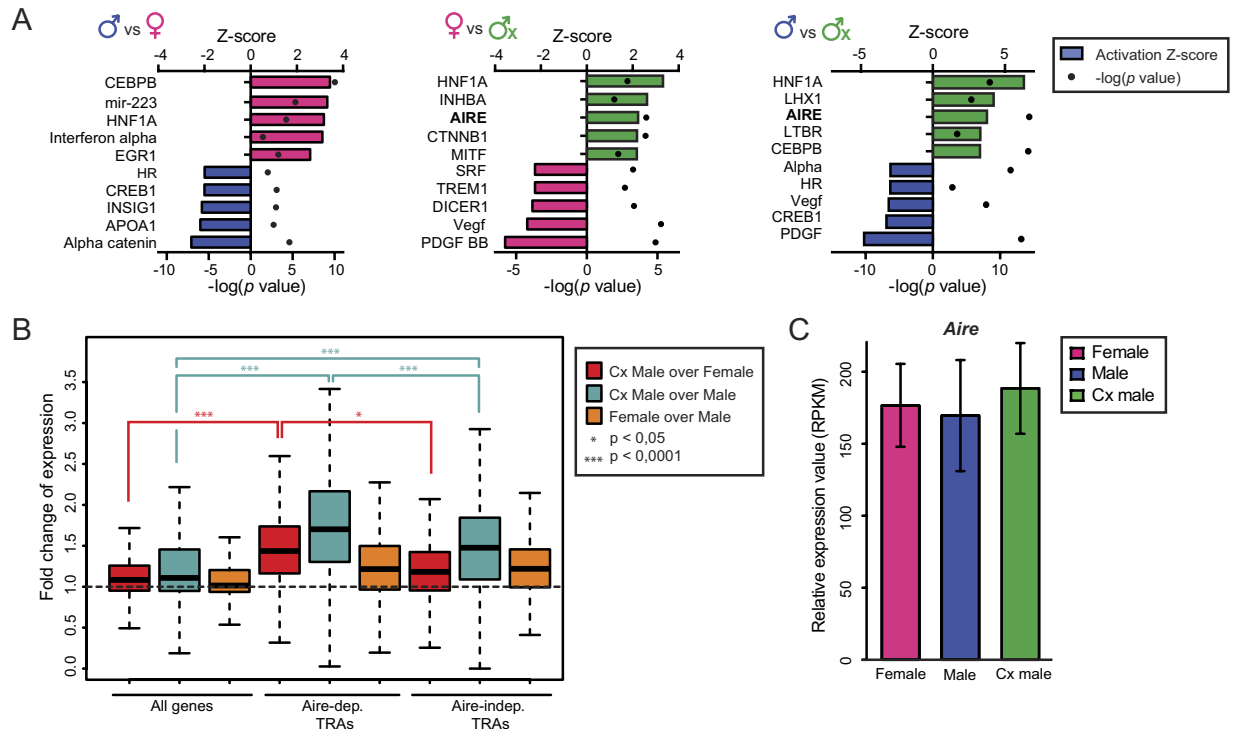 A
♂ vs ♀
Z-score
-4 -2 0 2 4
CEBPB
mir-223
HNF1A
Interferon alpha
EGR1
HR
CREB1
INSIG1
APOA1
Alpha catenin
-10 -5 0 5 10
-log(p value)
♀ vs ♂x
Z-score
-4 -2 0 2 4
HNF1A
INHBA
AIRE
CTNNB1
MITF
SRF
TREM1
DICER1
Vegf
PDGF BB
-5 0 5
-log(p value)
♂ vs ♂x
Z-score
-5 0 5
HNF1A
LHX1
AIRE
LTBR
CEBPB
Alpha
HR
Vegf
CREB1
PDGF
-10 0 10
-log(p value)
Activation Z-score
-log(p value)
B
Fold change of expression
3.5
3.0
2.5
2.0
1.5
1.0
0.5
0.0
***
***
***
***
*
All genes
Aire-dep.
TRAs
Aire-indep.
TRAs
Cx Male over Female
Cx Male over Male
Female over Male
* p < 0,05
*** p < 0,0001
C
Aire
Relative expression value (RPKM)
200
150
100
50
0
Female
Male
Cx male
Female
Male
Cx male